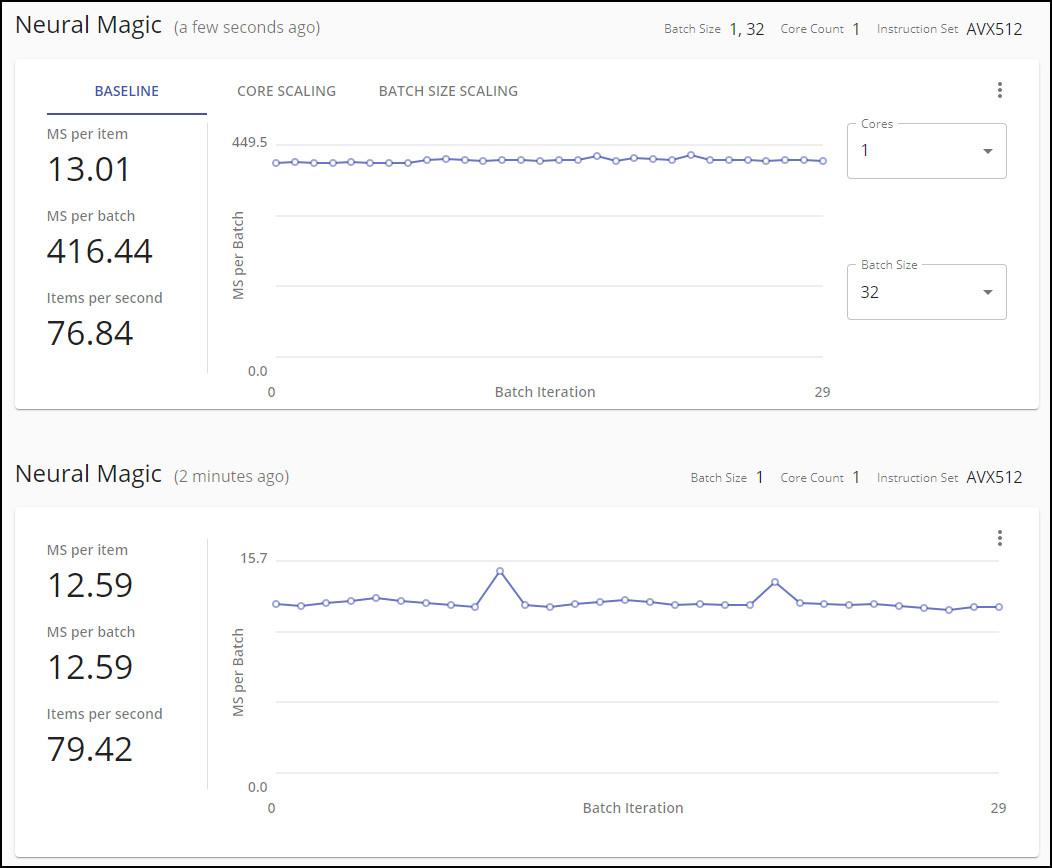 Neural Magic (a few seconds ago) Batch Size 1, 32 Core Count 1 Instruction Set AVX512
BASELINE CORE SCALING BATCH SIZE SCALING
MS per item
13.01
MS per batch
416.44
Items per second
76.84
449.5
MS per Batch
0.0
0 Batch Iteration 29
Cores
1
Batch Size
32
Neural Magic (2 minutes ago) Batch Size 1 Core Count 1 Instruction Set AVX512
MS per item
12.59
MS per batch
12.59
Items per second
79.42
15.7
MS per Batch
0.0
0 Batch Iteration 29